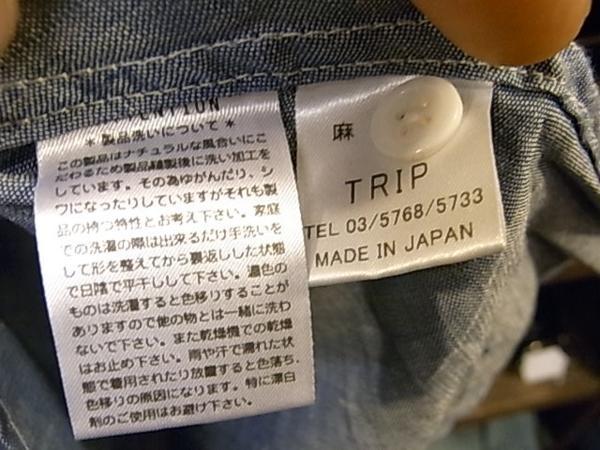 ATTENTION
＊製品洗いについて＊
この製品はナチュラルな風合いにこ
だわるため製品縫製後に洗い加工を
しています。その為ゆがんだり、シ
ワになったりしていますがそれも製
品の持つ特性とお考え下さい。家庭
での洗濯の際は出来るだけ手洗いを
して形を整えてから裏返しした状態
で日陰で平干しして下さい。濃色の
ものは洗濯すると色移りすることが
ありますので他の物とは一緒に洗わ
ないで下さい。また乾燥機での乾燥
はお止め下さい。雨や汗で濡れた状
態で着用されたり放置すると色落ち、
色移りの原因になります。特に漂白
剤のご使用はお避け下さい。
麻
TRIP
TEL 03/5768/5733
MADE IN JAPAN